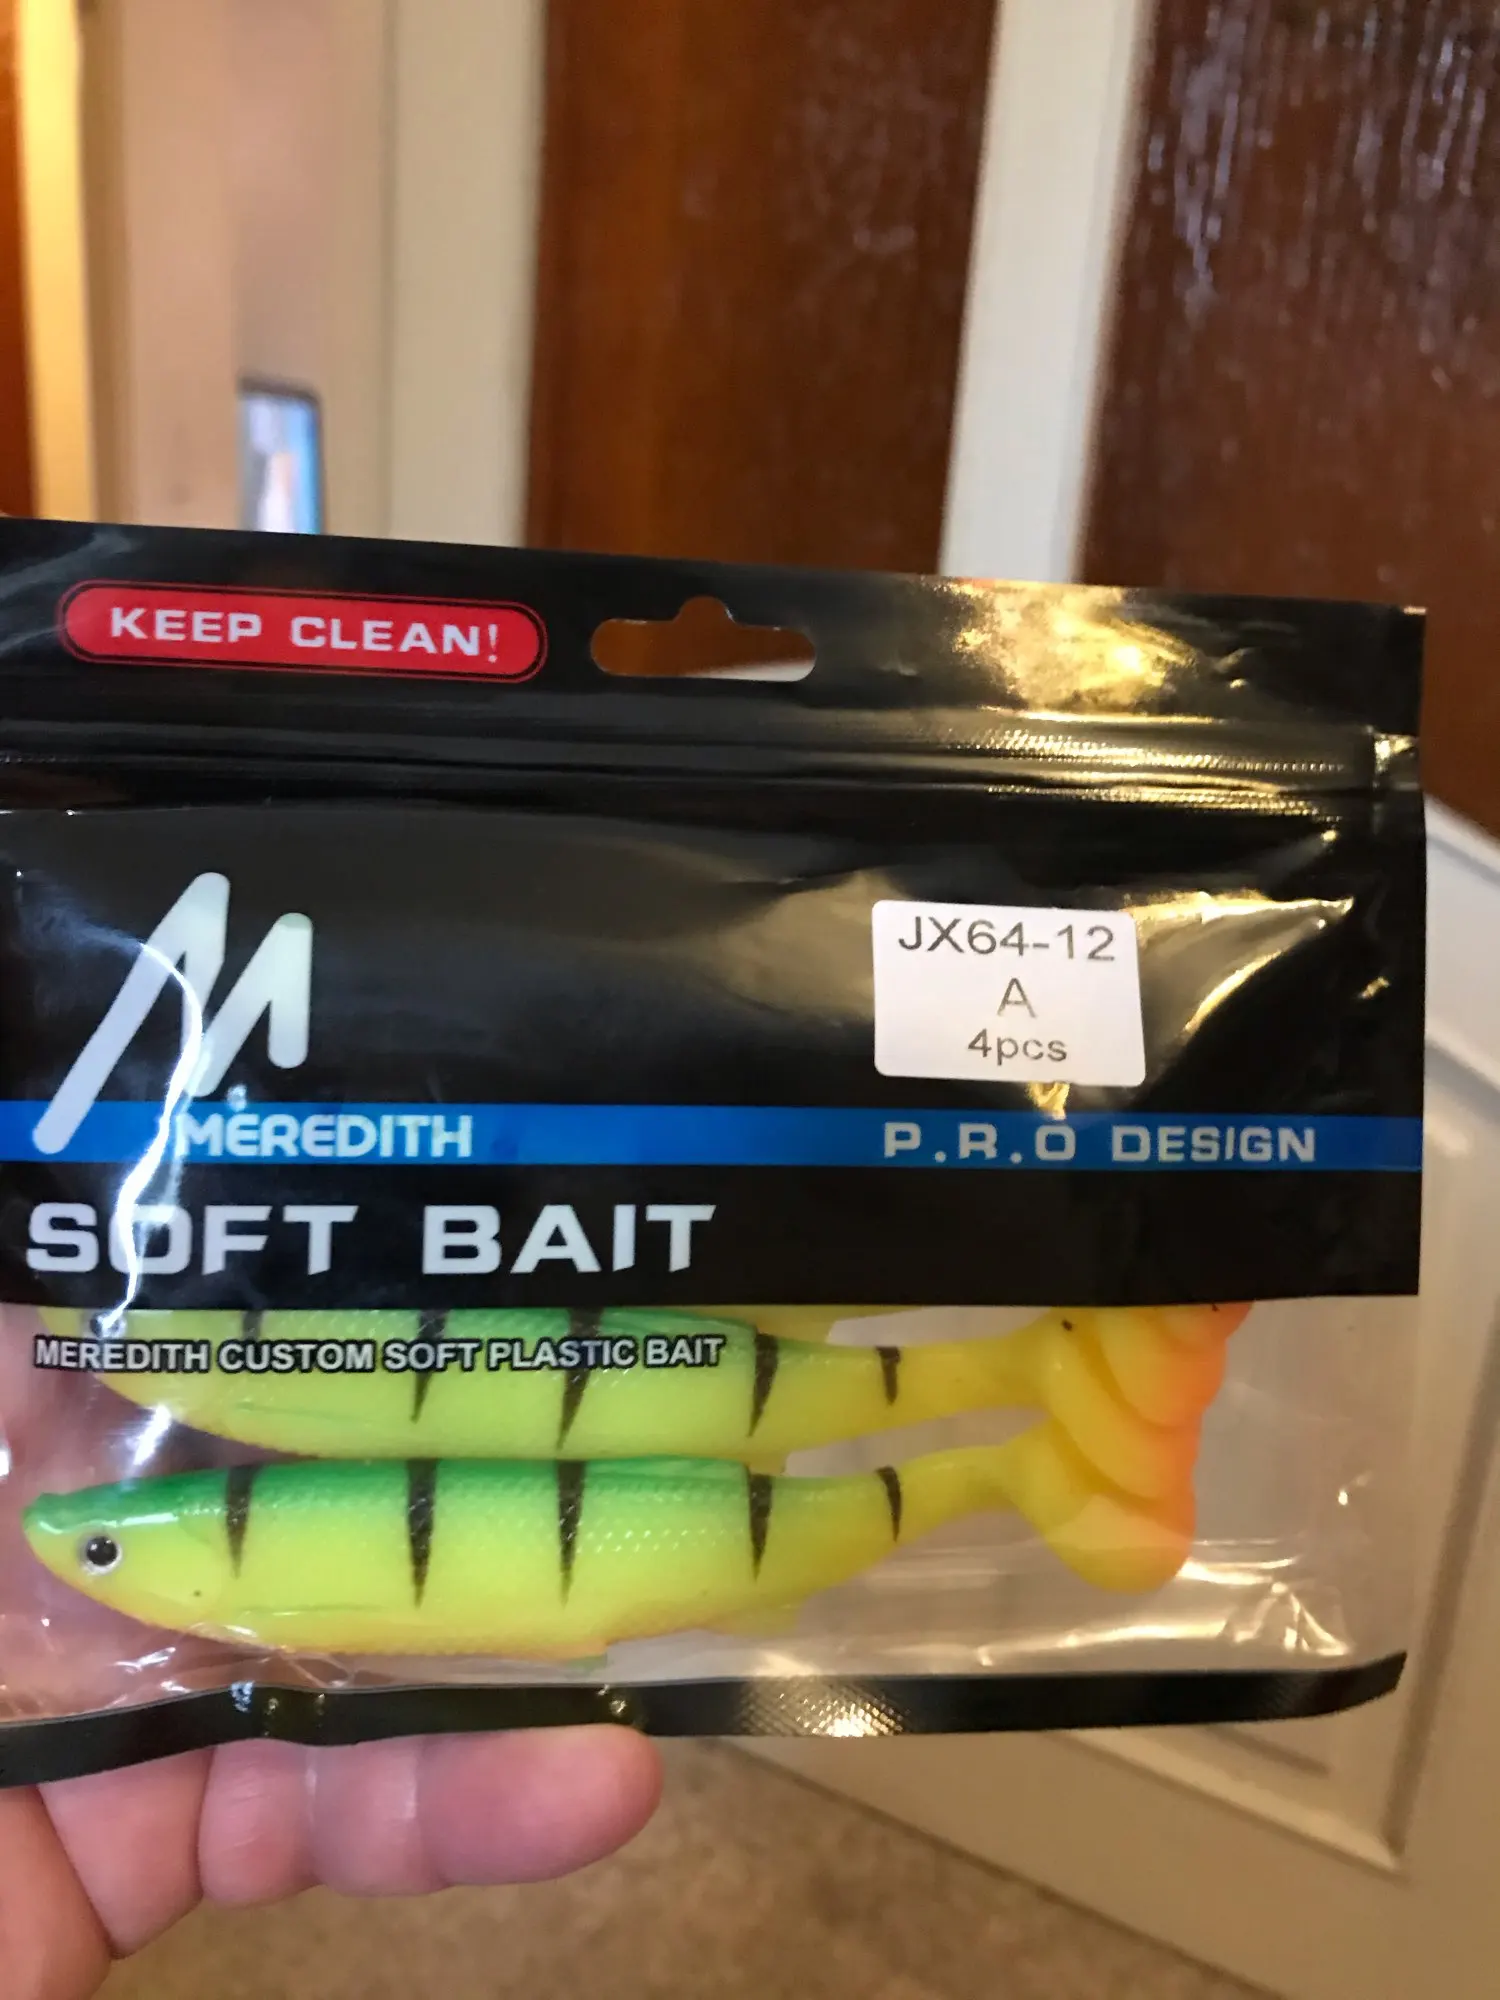 KEEP CLEAN!
JX64-12
A
4pcs
MEREDITH
P.R.O DESIGN
SOFT BAIT
MEREDITH CUSTOM SOFT PLASTIC BAIT